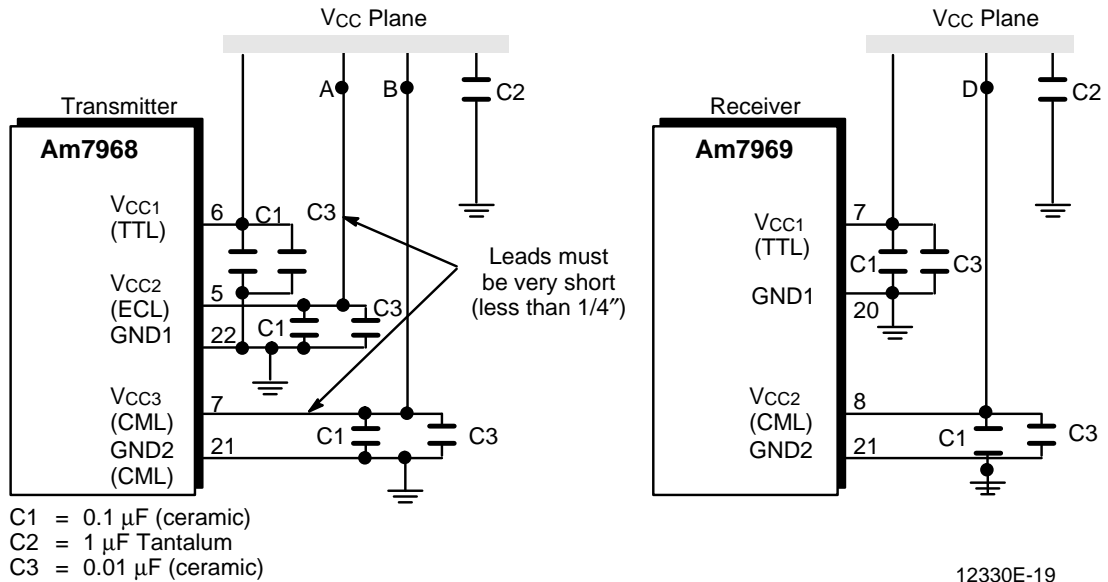 VCC Plane
A
B
C2
Transmitter
Am7968
VCC1
(TTL)
6
C1
C3
VCC2
(ECL)
5
GND1
22
C1
C3
VCC3
(CML)
7
GND2
(CML)
21
C1
C3
Leads must
be very short
(less than 1/4″)
VCC Plane
D
C2
Receiver
Am7969
VCC1
(TTL)
7
C1
C3
GND1
20
VCC2
(CML)
8
GND2
21
C1
C3
C1 = 0.1 μF (ceramic)
C2 = 1 μF Tantalum
C3 = 0.01 μF (ceramic)
12330E-19